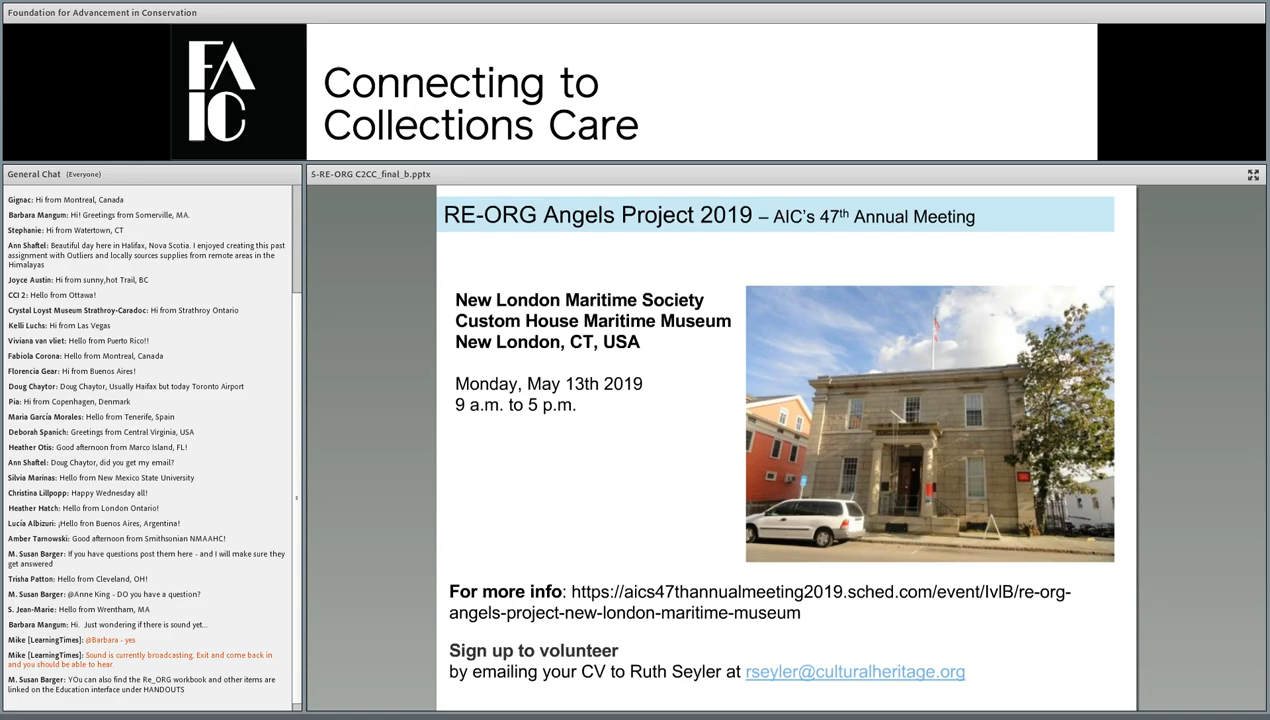 Foundation for Advancement in Conservation
FA
IC
Connecting to
Collections Care
General Chat (Everyone)
Gignac: Hi from Montreal, Canada
Barbara Mangum: Hi! Greetings from Somerville, MA.
Stephanie: Hi from Watertown, CT
Ann Shaftel: Beautiful day here in Halifax, Nova Scotia. I enjoyed creating this past
assignment with Outliers and locally sources supplies from remote areas in the
Himalayas
Joyce Austin: Hi from sunny,hot Trail, BC
CCI 2: Hello from Ottawa!
Crystal Loyst Museum Strathroy-Caradoc: Hi from Strathroy Ontario
Kelli Luchs: Hi from Las Vegas
Viviana van vliet: Hello from Puerto Rico!!
Fabiola Corona: Hello from Montreal, Canada
Florencia Gear: Hi from Buenos Aires!
Doug Chaytor: Doug Chaytor, Usually Haifax but today Toronto Airport
Pia: Hi from Copenhagen, Denmark
Maria García Morales: Hello from Tenerife, Spain
Deborah Spanich: Greetings from Central Virginia, USA
Heather Otis: Good afternoon from Marco Island, FL!
Ann Shaftel: Doug Chaytor, did you get my email?
Silvia Marinas: Hello from New Mexico State University
Christina Lillpopp: Happy Wednesday all!
Heather Hatch: Hello from London Ontario!
Lucía Albizuri: ¡Hello fron Buenos Aires, Argentina!
Amber Tarnowski: Good afternoon from Smithsonian NMAAHC!
M. Susan Barger: If you have questions post them here - and I will make sure they
get answered
Trisha Patton: Hello from Cleveland, OH!
M. Susan Barger: @Anne King - DO you have a question?
S. Jean-Marie: Hello from Wrentham, MA
Barbara Mangum: Hi. Just wondering if there is sound yet...
Mike [LearningTimes]: @Barbara - yes
Mike [LearningTimes]: Sound is currently broadcasting. Exit and come back in
and you should be able to hear.
M. Susan Barger: YOu can also find the Re_ORG workbook and other items are
linked on the Education interface under HANDOUTS
5-RE-ORG C2CC_final_b.pptx
RE-ORG Angels Project 2019 – AIC's 47th Annual Meeting
New London Maritime Society
Custom House Maritime Museum
New London, CT, USA
Monday, May 13th 2019
9 a.m. to 5 p.m.
For more info: https://aics47thannualmeeting2019.sched.com/event/IvIB/re-org-
angels-project-new-london-maritime-museum
Sign up to volunteer
by emailing your CV to Ruth Seyler at rseyler@culturalheritage.org